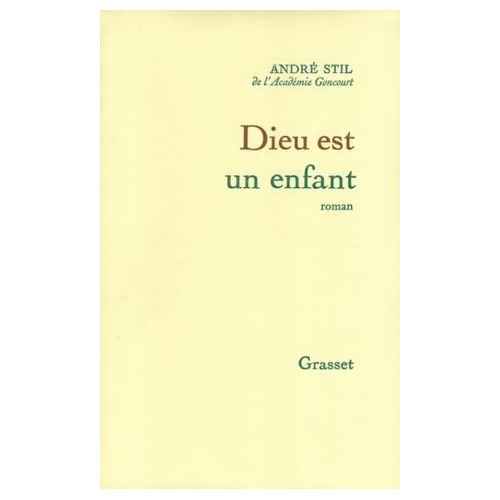 ANDRÉ STIL
de l'Académie Goncourt
Dieu est
un enfant
roman
Grasset